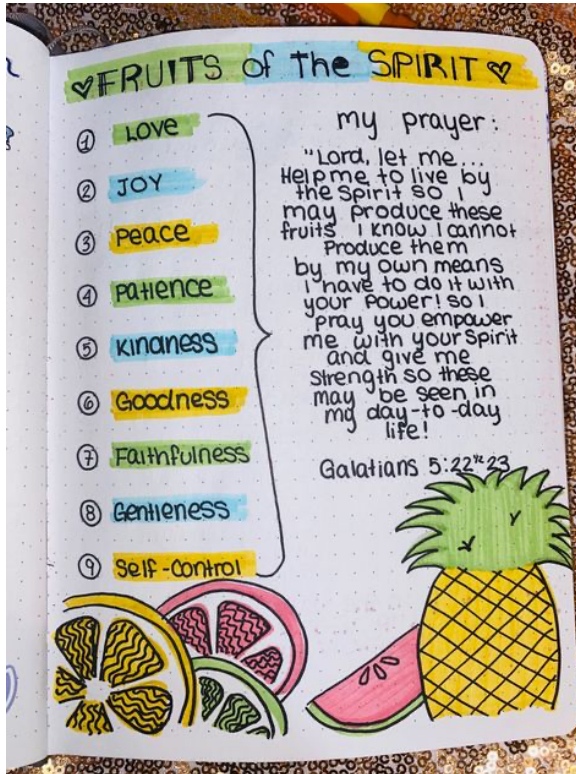 ♡FRUITS of the SPIRIT♡
① LOVE
② JOY
③ Peace
④ Patience
⑤ Kindness
⑥ Goodness
⑦ Faithfulness
⑧ Gentleness
⑨ Self-Control
my prayer:
"Lord, let me...
Help me to live by
the Spirit so I
may produce these
fruits I know I cannot
Produce them
by my own means
I have to do it with
your Power! so I
pray you empower
me with your Spirit
and give me
strength so these
may be seen in
my day-to-day
life!
Galatians 5:22-23